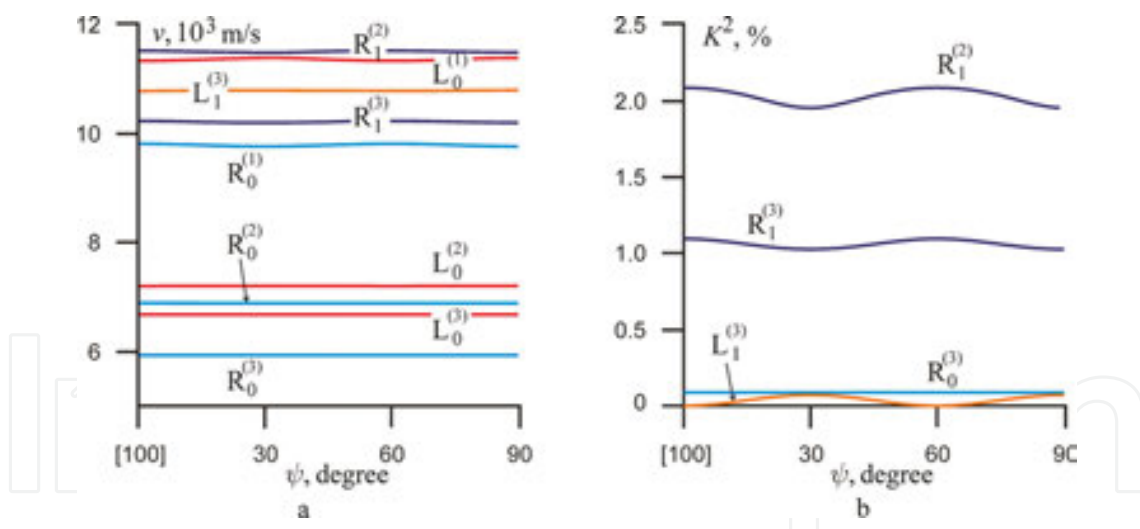 12
v, 10³ m/s
R₁⁽²⁾
L₀⁽¹⁾
L₁⁽³⁾
R₁⁽³⁾
10
R₀⁽¹⁾
8
R₀⁽²⁾
L₀⁽²⁾
L₀⁽³⁾
6
R₀⁽³⁾
[100] 30 60 90
ψ, degree
a
2.5
K², %
R₁⁽²⁾
2.0
1.5
R₁⁽³⁾
1.0
0.5
L₁⁽³⁾
R₀⁽³⁾
0
[100] 30 60 90
ψ, degree
b